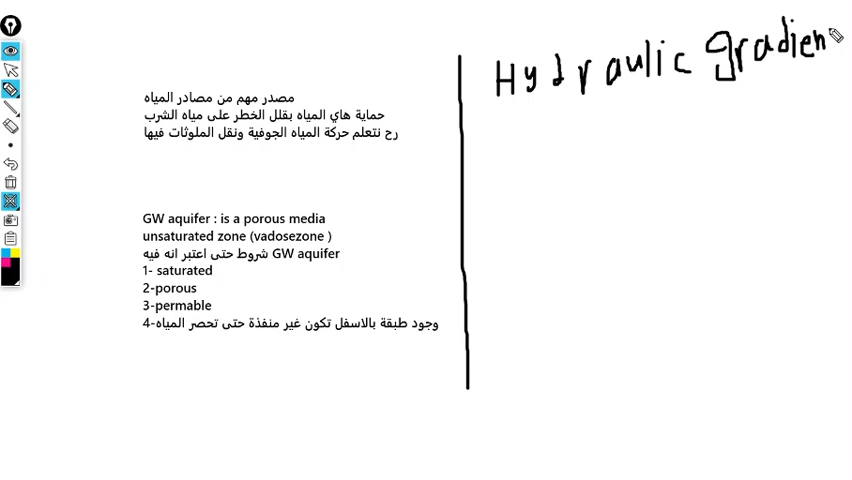 مصدر مهم من مصادر المياه
حماية هاي المياه بقلل الخطر على مياه الشرب
رح نتعلم حركة المياه الجوفية ونقل الملوثات فيها
GW aquifer : is a porous media
unsaturated zone (vadosezone )
شروط حتى اعتبر انه فيه GW aquifer
1- saturated
2-porous
3-permable
4-وجود طبقة بالاسفل تكون غير منفذة حتى تحصر المياه
Hydraulic gradien